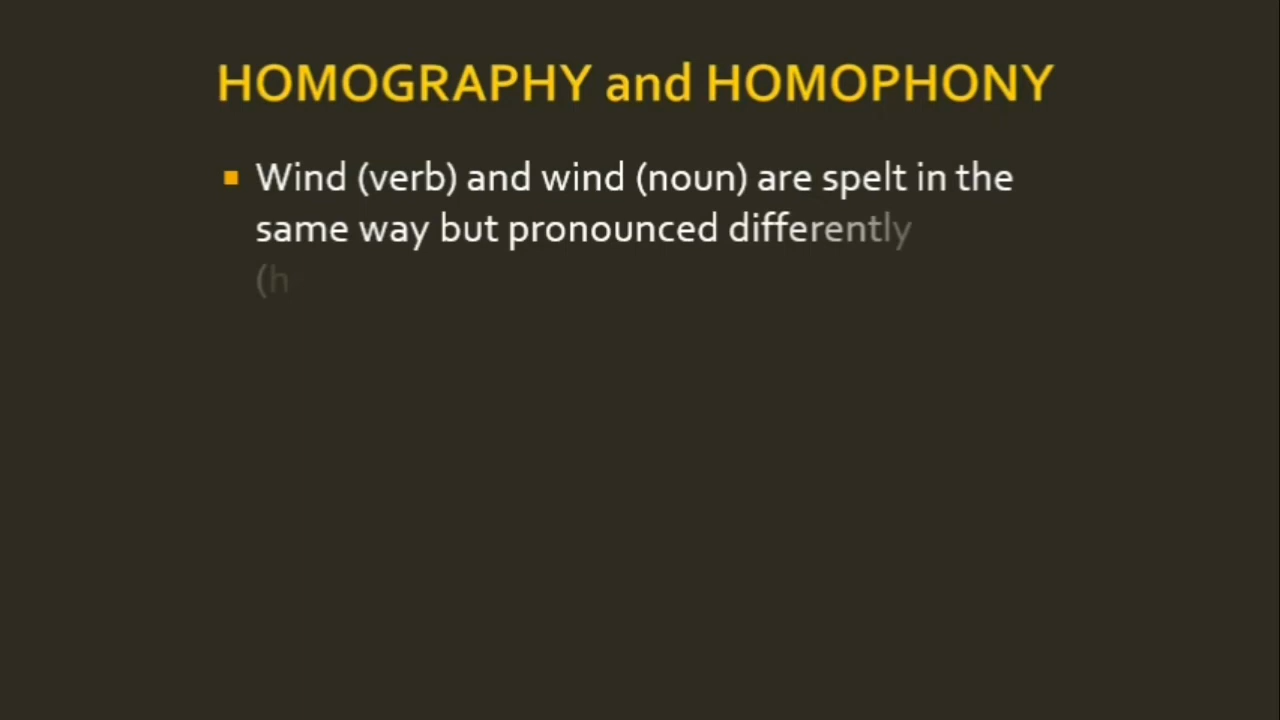 HOMOGRAPHY and HOMOPHONY
Wind (verb) and wind (noun) are spelt in the
same way but pronounced differently
(h